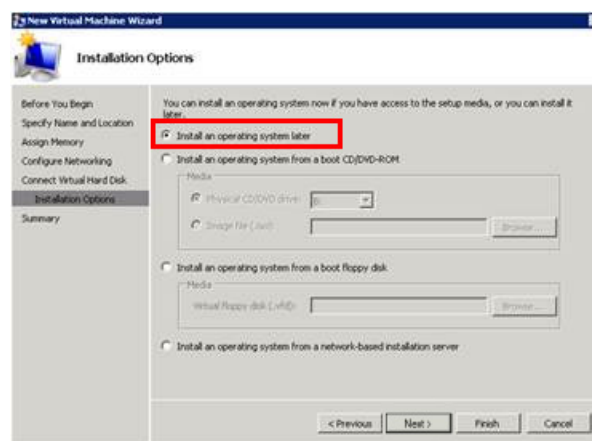 New Virtual Machine Wizard
Installation Options
Before You Begin
Specify Name and Location
Assign Memory
Configure Networking
Connect Virtual Hard Disk
Installation Options
Summary
You can install an operating system now if you have access to the setup media, or you can install it
later.
Install an operating system later
Install an operating system from a boot CD/DVD-ROM
Media
Physical CD/DVD drive:
Image file (.iso):
Browse...
Install an operating system from a boot floppy disk
Media
Virtual floppy disk (.vfd):
Browse...
Install an operating system from a network-based installation server
< Previous
Next >
Finish
Cancel